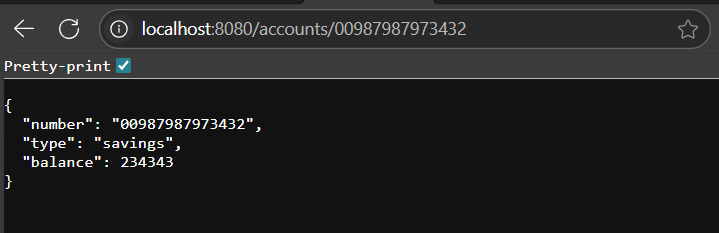 localhost:8080/accounts/00987987973432
Pretty-print
{
  "number": "00987987973432",
  "type": "savings",
  "balance": 234343
}